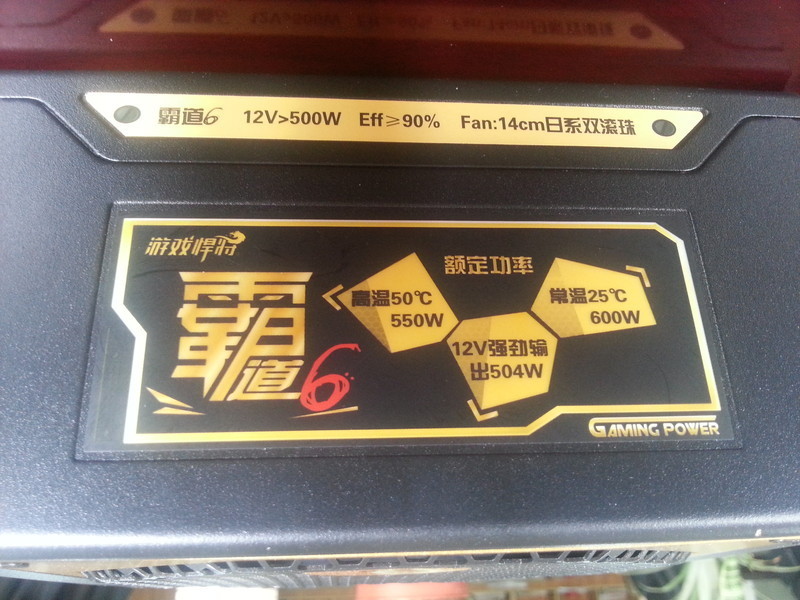 霸道6 12V>500W Eff≥90% Fan:14cm日系双滚珠
游戏悍将
霸道6
额定功率
高温50℃
550W
常温25℃
600W
12V强劲输
出504W
GAMING POWER